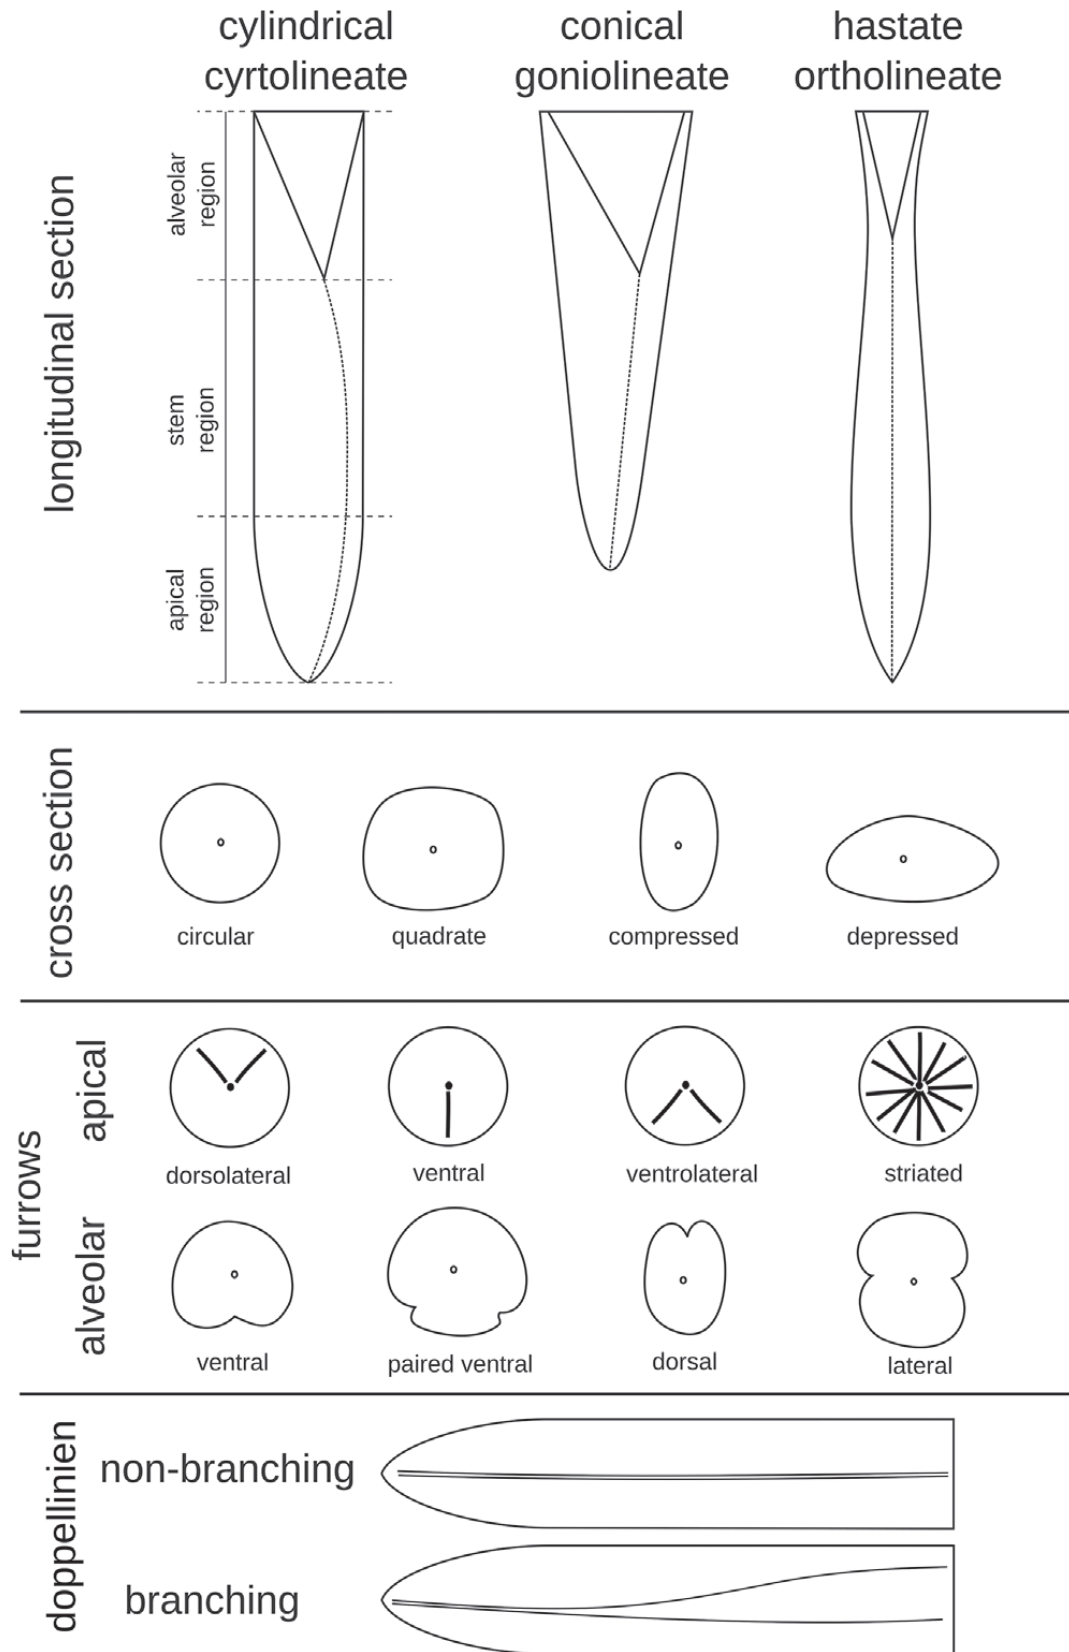 cylindrical
cyrtolineate
conical
goniolineate
hastate
ortholineate
longitudinal section
alveolar
region
stem
region
apical
region
cross section
circular
quadrate
compressed
depressed
furrows
apical
dorsolateral
ventral
ventrolateral
striated
alveolar
ventral
paired ventral
dorsal
lateral
doppellinien
non-branching
branching